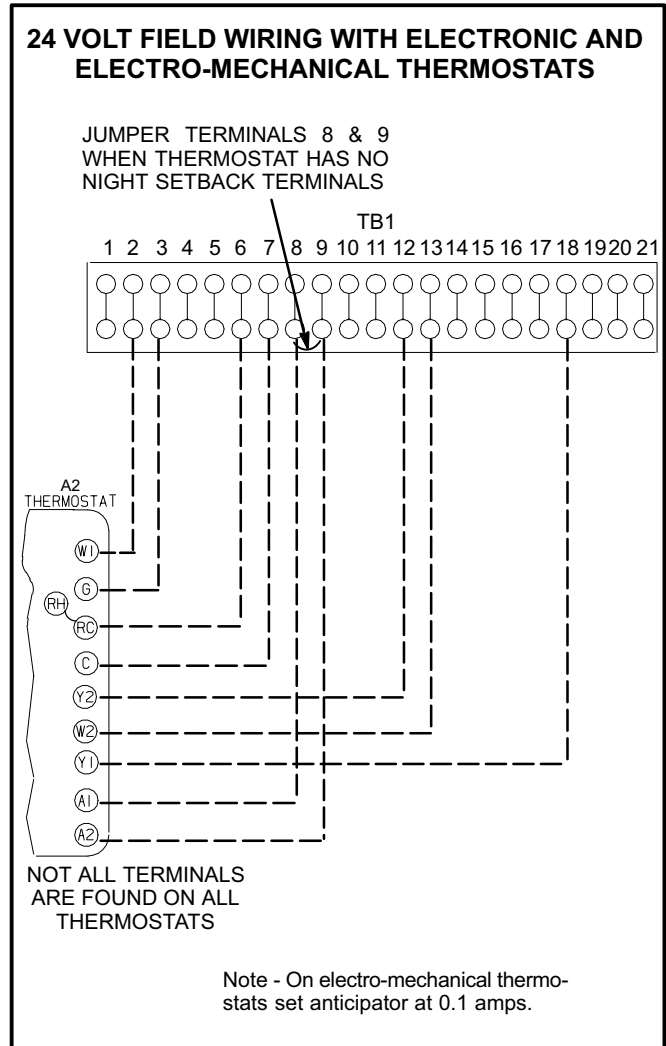 24 VOLT FIELD WIRING WITH ELECTRONIC AND
ELECTRO-MECHANICAL THERMOSTATS
JUMPER TERMINALS 8 & 9
WHEN THERMOSTAT HAS NO
NIGHT SETBACK TERMINALS
TB1
1 2 3 4 5 6 7 8 9 10 11 12 13 14 15 16 17 18 19 20 21
A2
THERMOSTAT
W1
G
RH
RC
C
Y2
W2
Y1
A1
A2
NOT ALL TERMINALS
ARE FOUND ON ALL
THERMOSTATS
Note - On electro-mechanical thermo-
stats set anticipator at 0.1 amps.